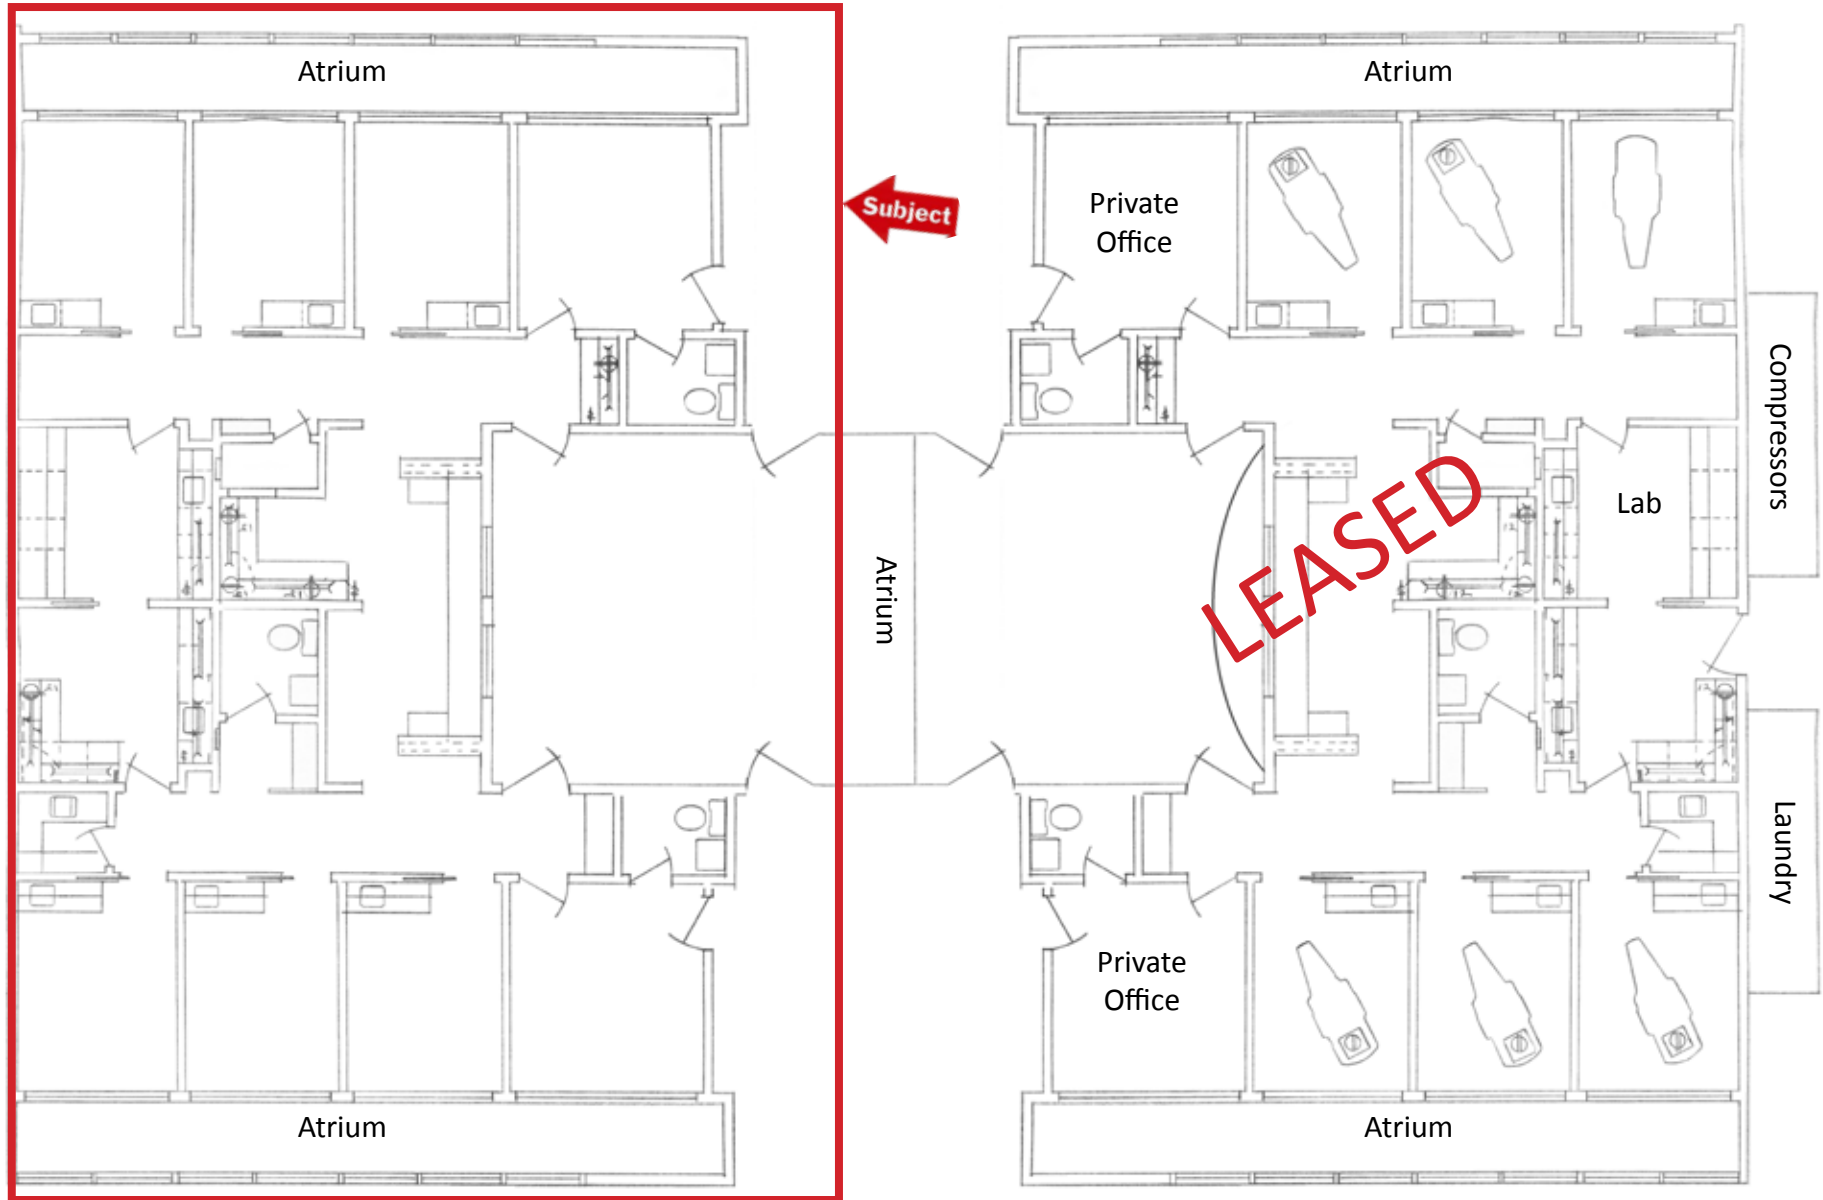 Atrium
Atrium
Subject
Private
Office
Compressors
Lab
LEASED
Atrium
Laundry
Private
Office
Atrium
Atrium